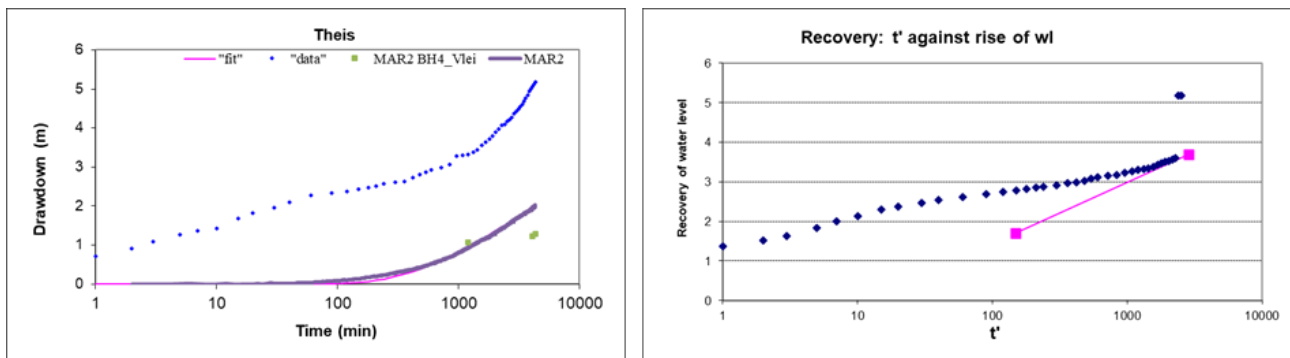 Theis
"fit" "data" MAR2 BH4_Vlei MAR2
6
5
4
3
2
1
0
Drawdown (m)
1 10 100 1000 10000
Time (min)
Recovery: t' against rise of wl
6
5
4
3
2
1
0
Recovery of water level
1 10 100 1000 10000
t'